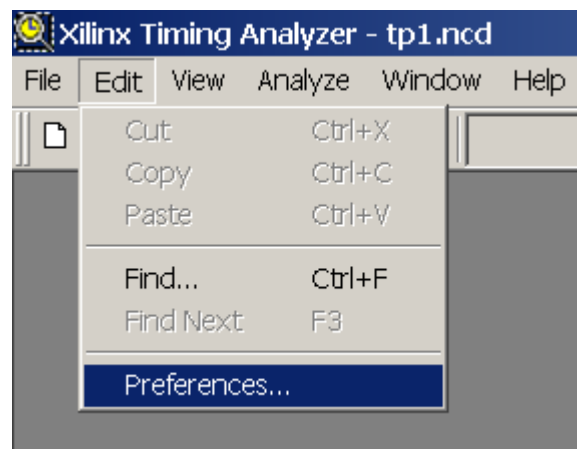 Xilinx Timing Analyzer - tp1.ncd
File Edit View Analyze Window Help
Cut Ctrl+X
Copy Ctrl+C
Paste Ctrl+V
Find... Ctrl+F
Find Next F3
Preferences...